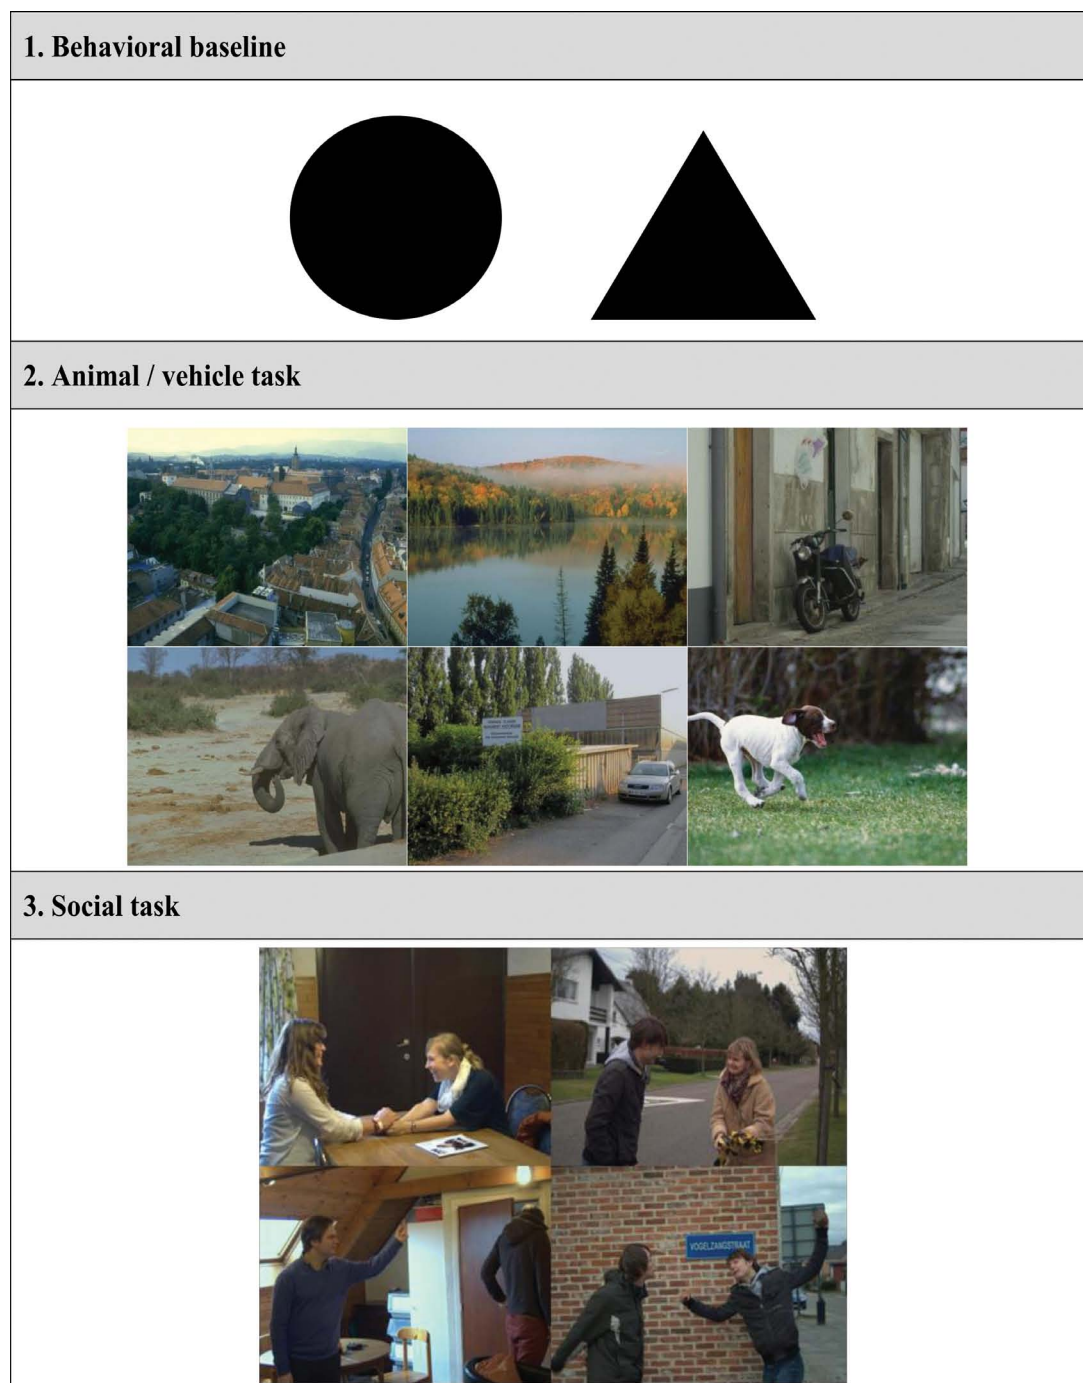 1. Behavioral baseline
2. Animal / vehicle task
3. Social task
VOGELZANGSTRAAT